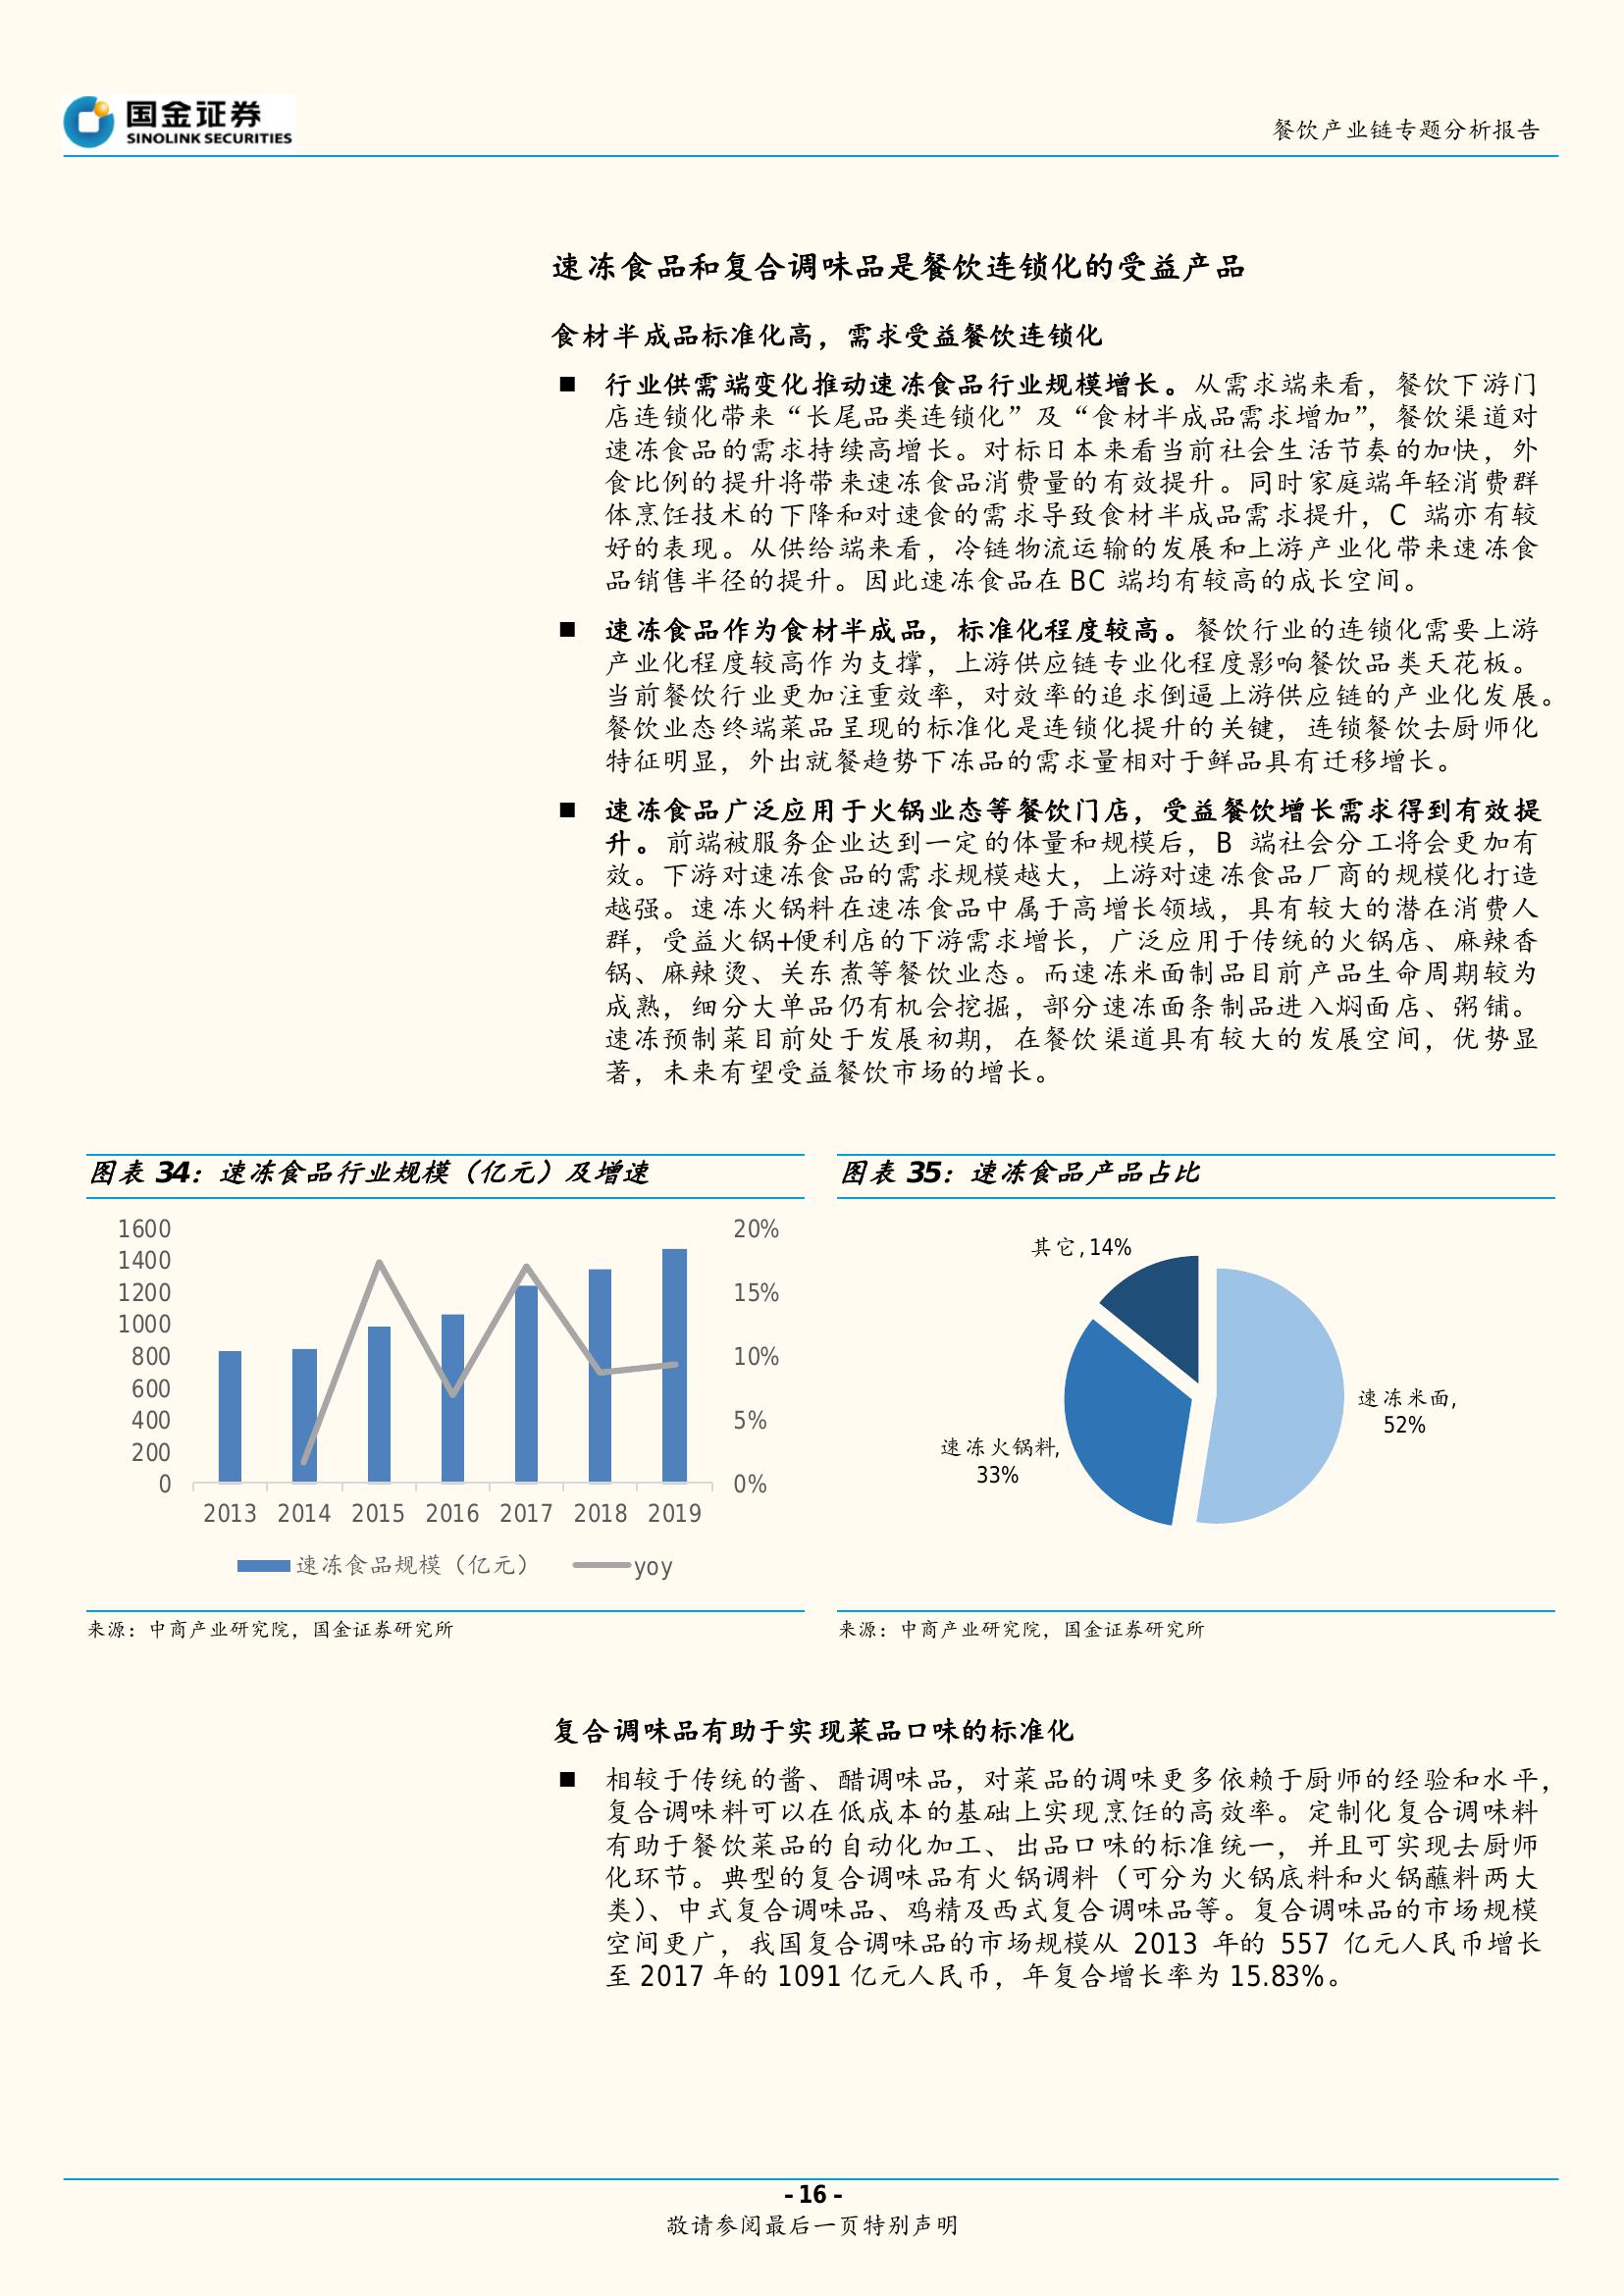 国金证券
SINOLINK SECURITIES
餐饮产业链专题分析报告
速冻食品和复合调味品是餐饮连锁化的受益产品
食材半成品标准化高，需求受益餐饮连锁化
■ 行业供需端变化推动速冻食品行业规模增长。从需求端来看，餐饮下游门
店连锁化带来“长尾品类连锁化”及“食材半成品需求增加”，餐饮渠道对
速冻食品的需求持续高增长。对标日本来看当前社会生活节奏的加快，外
食比例的提升将带来速冻食品消费量的有效提升。同时家庭端年轻消费群
体烹饪技术的下降和对速食的需求导致食材半成品需求提升，C 端亦有较
好的表现。从供给端来看，冷链物流运输的发展和上游产业化带来速冻食
品销售半径的提升。因此速冻食品在 BC 端均有较高的成长空间。
■ 速冻食品作为食材半成品，标准化程度较高。餐饮行业的连锁化需要上游
产业化程度较高作为支撑，上游供应链专业化程度影响餐饮品类天花板。
当前餐饮行业更加注重效率，对效率的追求倒逼上游供应链的产业化发展。
餐饮业态终端菜品呈现的标准化是连锁化提升的关键，连锁餐饮去厨师化
特征明显，外出就餐趋势下冻品的需求量相对于鲜品具有迁移增长。
■ 速冻食品广泛应用于火锅业态等餐饮门店，受益餐饮增长需求得到有效提
升。前端被服务企业达到一定的体量和规模后，B 端社会分工将会更加有
效。下游对速冻食品的需求规模越大，上游对速冻食品厂商的规模化打造
越强。速冻火锅料在速冻食品中属于高增长领域，具有较大的潜在消费人
群，受益火锅+便利店的下游需求增长，广泛应用于传统的火锅店、麻辣香
锅、麻辣烫、关东煮等餐饮业态。而速冻米面制品目前产品生命周期较为
成熟，细分大单品仍有机会挖掘，部分速冻面条制品进入焖面店、粥铺。
速冻预制菜目前处于发展初期，在餐饮渠道具有较大的发展空间，优势显
著，未来有望受益餐饮市场的增长。
图表 34：速冻食品行业规模（亿元）及增速
1600
1400
1200
1000
800
600
400
200
0
20%
15%
10%
5%
0%
2013 2014 2015 2016 2017 2018 2019
速冻食品规模（亿元） yoy
来源：中商产业研究院，国金证券研究所
图表 35：速冻食品产品占比
其它, 14%
速冻米面,
52%
速冻火锅料,
33%
来源：中商产业研究院，国金证券研究所
复合调味品有助于实现菜品口味的标准化
■ 相较于传统的酱、醋调味品，对菜品的调味更多依赖于厨师的经验和水平，
复合调味料可以在低成本的基础上实现烹饪的高效率。定制化复合调味料
有助于餐饮菜品的自动化加工、出品口味的标准统一，并且可实现去厨师
化环节。典型的复合调味品有火锅调料（可分为火锅底料和火锅蘸料两大
类）、中式复合调味品、鸡精及西式复合调味品等。复合调味品的市场规模
空间更广，我国复合调味品的市场规模从 2013 年的 557 亿元人民币增长
至 2017 年的 1091 亿元人民币，年复合增长率为 15.83%。
- 16 -
敬请参阅最后一页特别声明